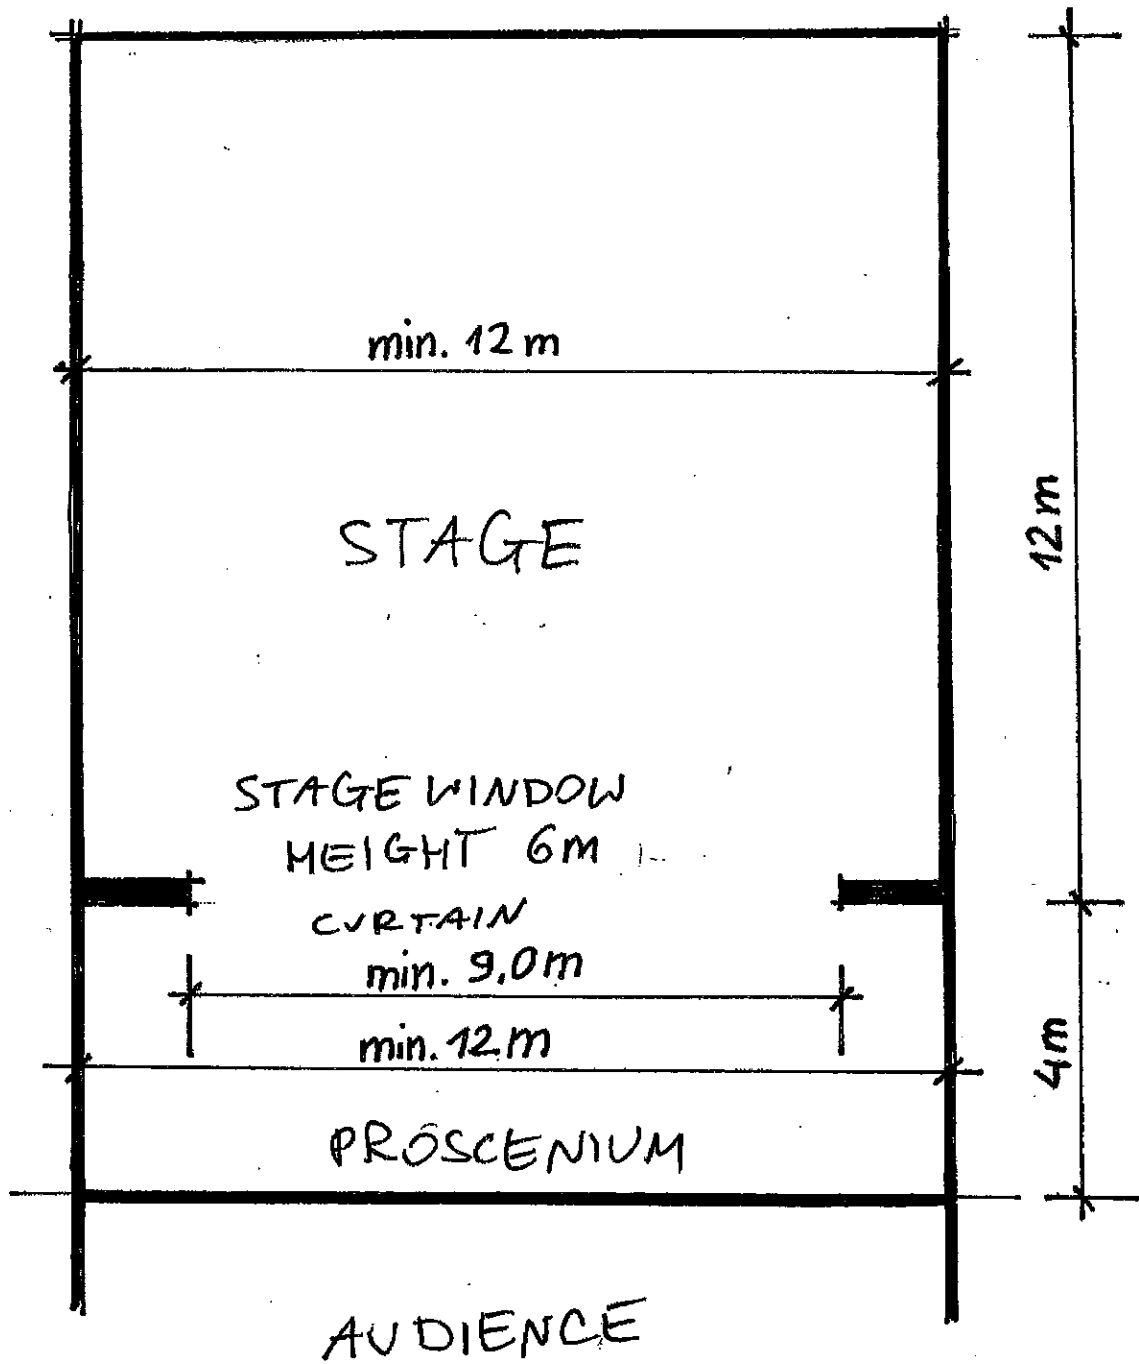 min. 12 m
STAGE
12 m
STAGE WINDOW
HEIGHT 6m
CURTAIN
min. 9,0 m
min. 12 m
4 m
PROSCENIUM
AUDIENCE